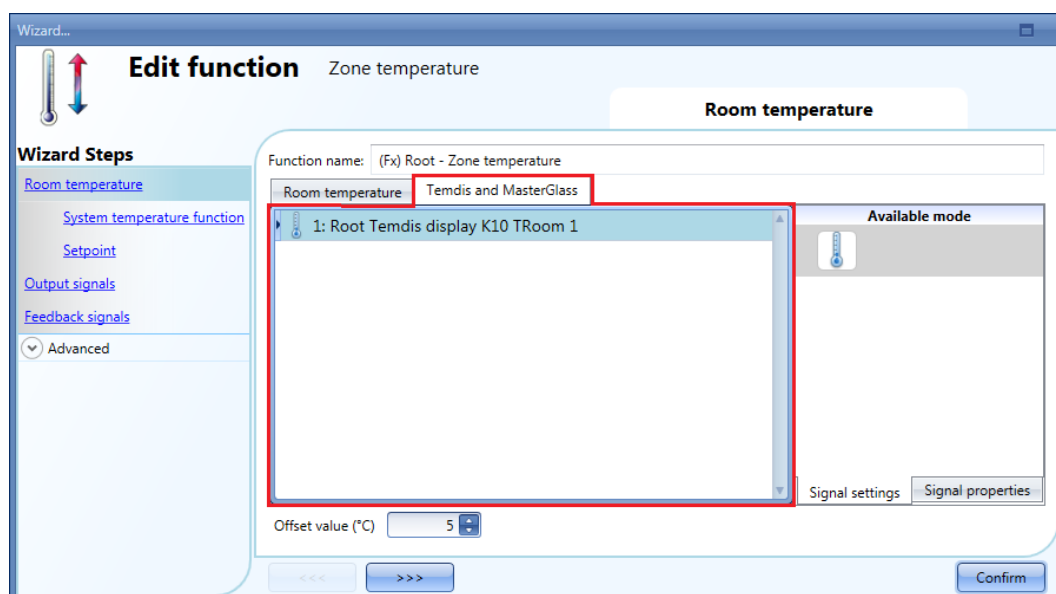 Wizard...
Edit function Zone temperature
Room temperature
Wizard Steps
Room temperature
System temperature function
Setpoint
Output signals
Feedback signals
Advanced
Function name: (Fx) Root - Zone temperature
Room temperature Temdis and MasterGlass
1: Root Temdis display K10 TRoom 1
Available mode
Signal settings Signal properties
Offset value (°C) 5
<<< >>> Confirm